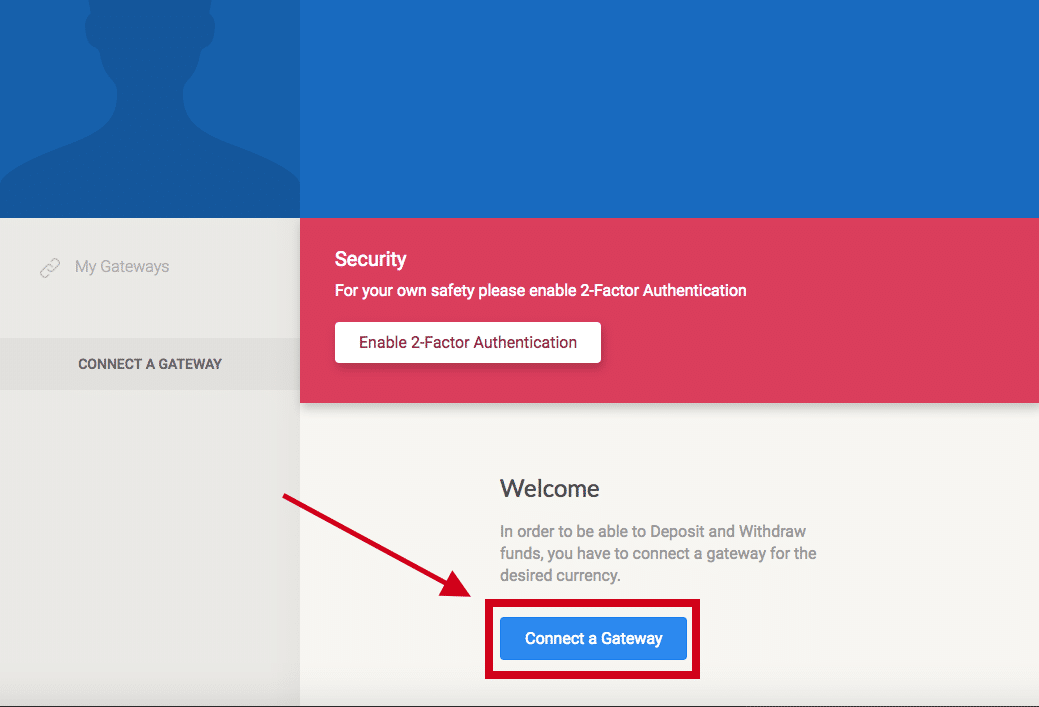 My Gateways
CONNECT A GATEWAY
Security
For your own safety please enable 2-Factor Authentication
Enable 2-Factor Authentication
Welcome
In order to be able to Deposit and Withdraw
funds, you have to connect a gateway for the
desired currency.
Connect a Gateway